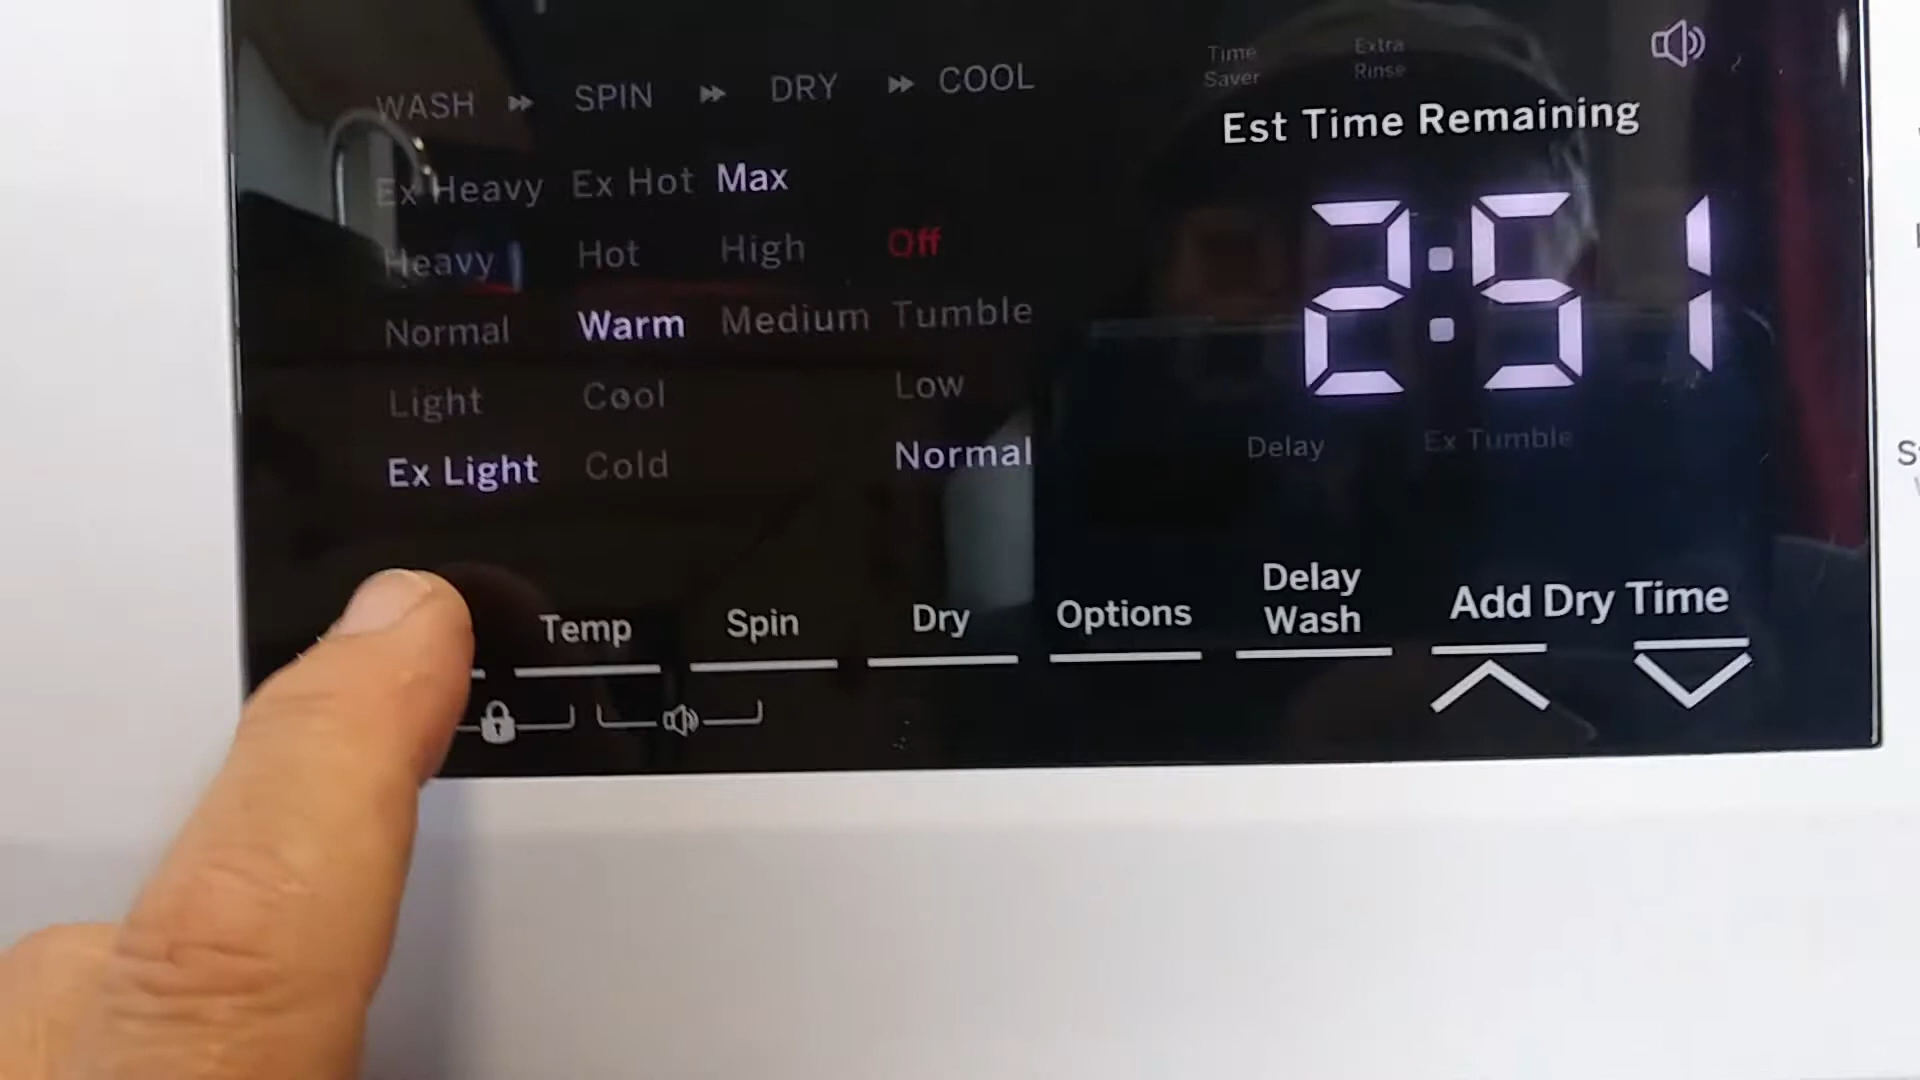 Time Saver
Extra Rinse
WASH SPIN DRY COOL
Est Time Remaining
Ex Heavy Ex Hot Max
Heavy Hot High Off
2:51
Normal Warm Medium Tumble
Light Cool Low
Ex Light Cold Normal
Delay Ex Tumble
Temp Spin Dry Options Delay Wash Add Dry Time